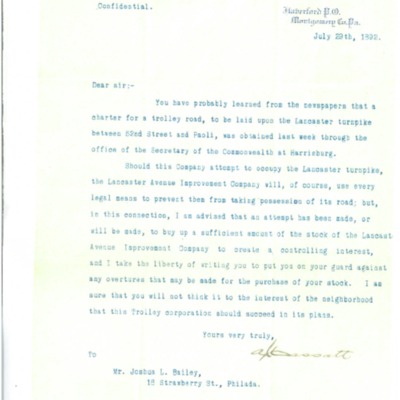 Confidential.
Haverford P.O.
Montgomery Co. Pa.
July 29th, 1892.
Dear sir:-
You have probably learned from the newspapers that a
charter for a trolley road, to be laid upon the Lancaster turnpike
between 52nd Street and Paoli, was obtained last week through the
office of the Secretary of the Commonwealth at Harrisburg.
Should this Company attempt to occupy the Lancaster turnpike,
the Lancaster Avenue Improvement Company will, of course, use every
legal means to protect them from taking possession of its road; but,
in this connection, I am advised that an attempt has been made, or
will be made, to buy up a sufficient amount of the stock of the Lancast
Avenue Improvement Company to create a controlling interest,
and I take the liberty of writing you to put you on your guard against
any overtures that may be made for the purchase of your stock. I am
sure that you will not think it to the interest of the neighborhood
that this Trolley corporation should succeed in its plans.
Yours very truly,
A J Cassatt
To
Mr. Joshua L. Bailey,
15 Strawberry St., Philada.